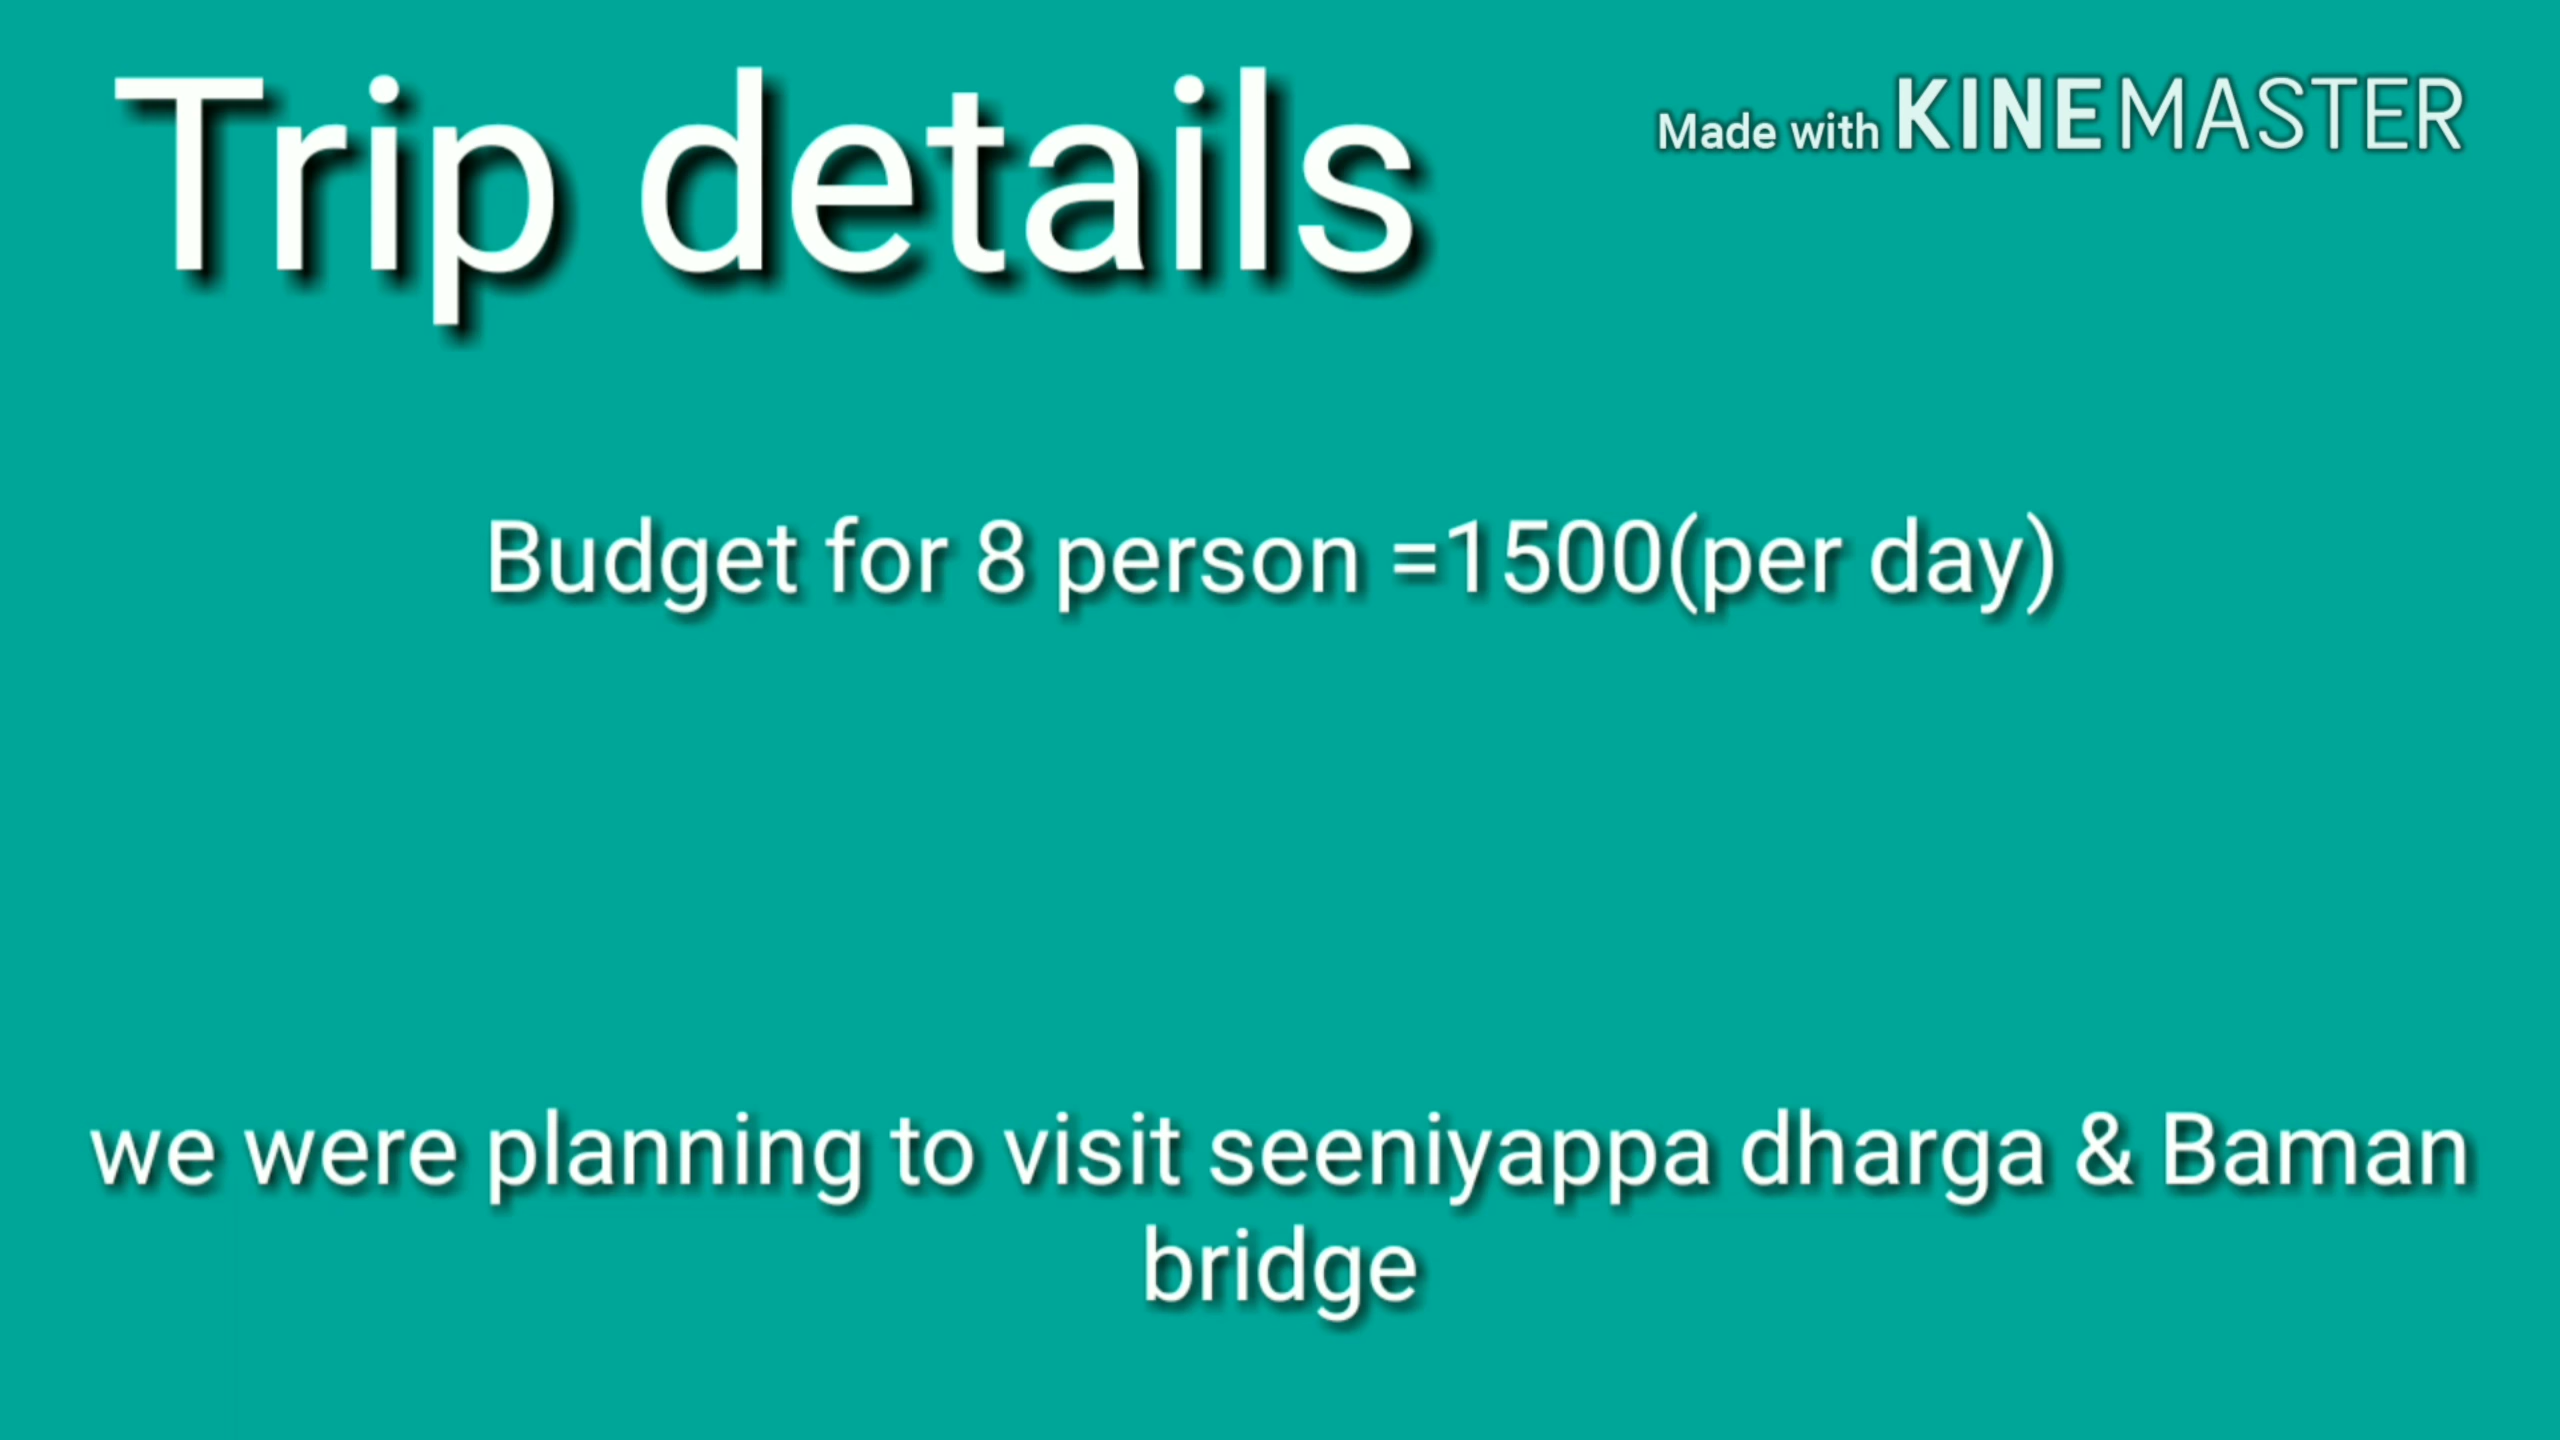 Trip details
Made with KINEMASTER
Budget for 8 person =1500(per day)
we were planning to visit seeniyappa dharga & Baman
bridge